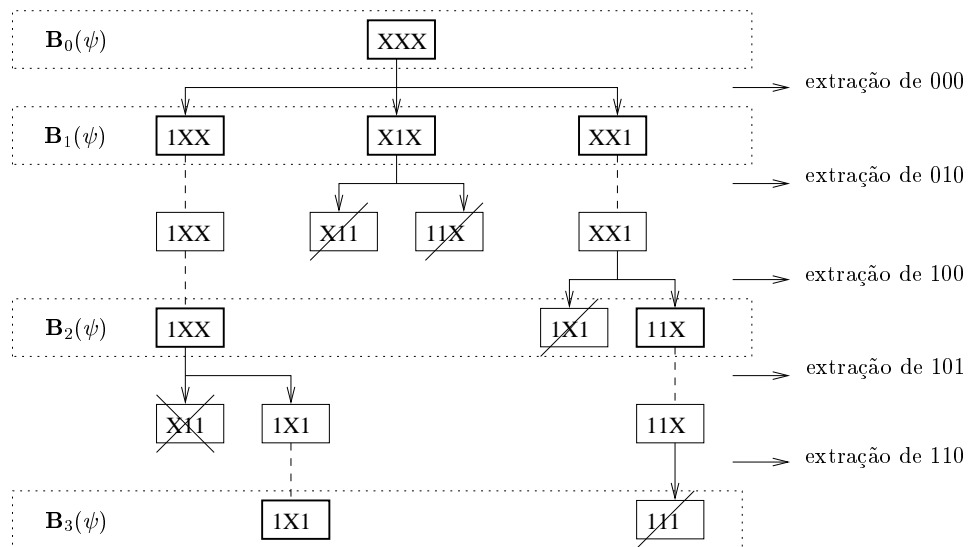 B₀(ψ) XXX
extração de 000
B₁(ψ) 1XX X1X XX1
extração de 010
1XX X11 11X XX1
extração de 100
B₂(ψ) 1XX 1X1 11X
extração de 101
X11 1X1 11X
extração de 110
B₃(ψ) 1X1 111